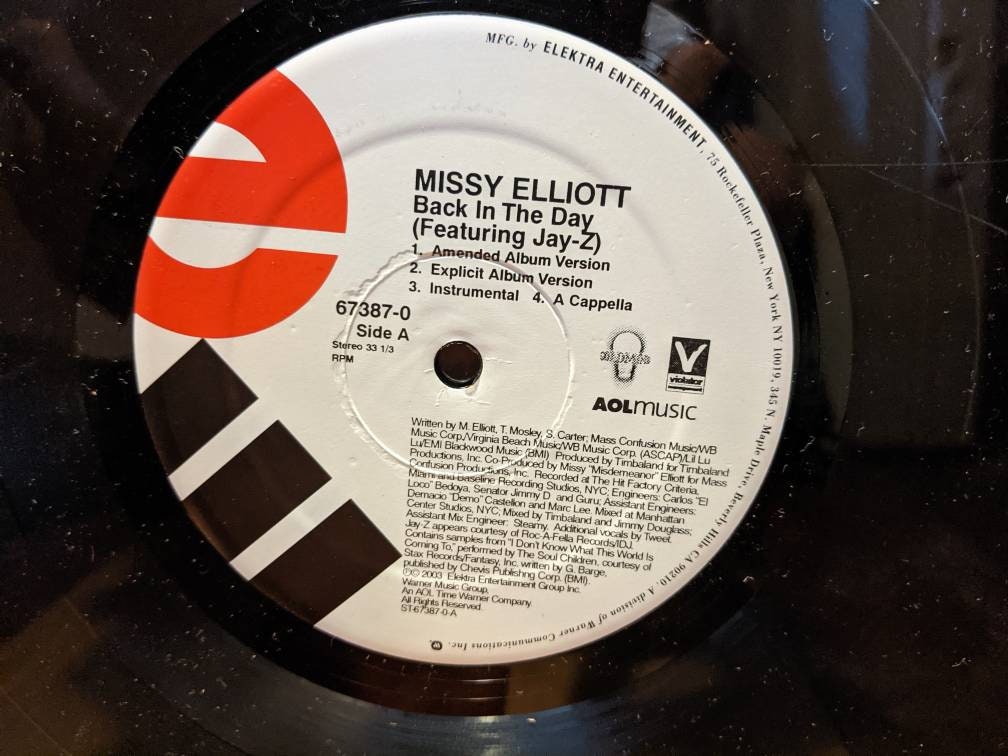 MFG. by ELEKTRA ENTERTAINMENT, 75 Rockefeller Plaza, New York NY 10019, 345 N. Maple Drive, Beverly Hills CA 90210. A division of Warner Communications Inc.
MISSY ELLIOTT
Back In The Day
(Featuring Jay-Z)
1. Amended Album Version
2. Explicit Album Version
3. Instrumental 4. A Cappella
67387-0
Side A
Stereo 33 1/3
RPM
violator
AOLMUSIC
Written by M. Elliott, T. Mosley, S. Carter; Mass Confusion Music/WB
Music Corp./Virginia Beach Music/WB Music Corp. (ASCAP)/Lil Lu
Lu/EMI Blackwood Music (BMI) Produced by Timbaland for Timbaland
Productions, Inc. Co-Produced by Missy "Misdemeanor" Elliott for Mass
Confusion Productions, Inc. Recorded at The Hit Factory Criteria,
Miami and Baseline Recording Studios, NYC; Engineers: Carlos "El
Loco" Bedoya, Senator Jimmy D and Guru; Assistant Engineers:
Demacio "Demo" Castellon and Marc Lee. Mixed at Manhattan
Center Studios, NYC; Mixed by Timbaland and Jimmy Douglass;
Assistant Mix Engineer: Steamy. Additional vocals by Tweet.
Jay-Z appears courtesy of Roc-A-Fella Records/IDJ.
Contains samples from "I Don't Know What This World Is
Coming To," performed by The Soul Children, courtesy of
Stax Records/Fantasy, Inc. written by G. Barge,
published by Chevis Publishng Corp. (BMI).
℗© 2003 Elektra Entertainment Group Inc.
Warner Music Group,
An AOL Time Warner Company.
All Rights Reserved.
ST-67387-0-A